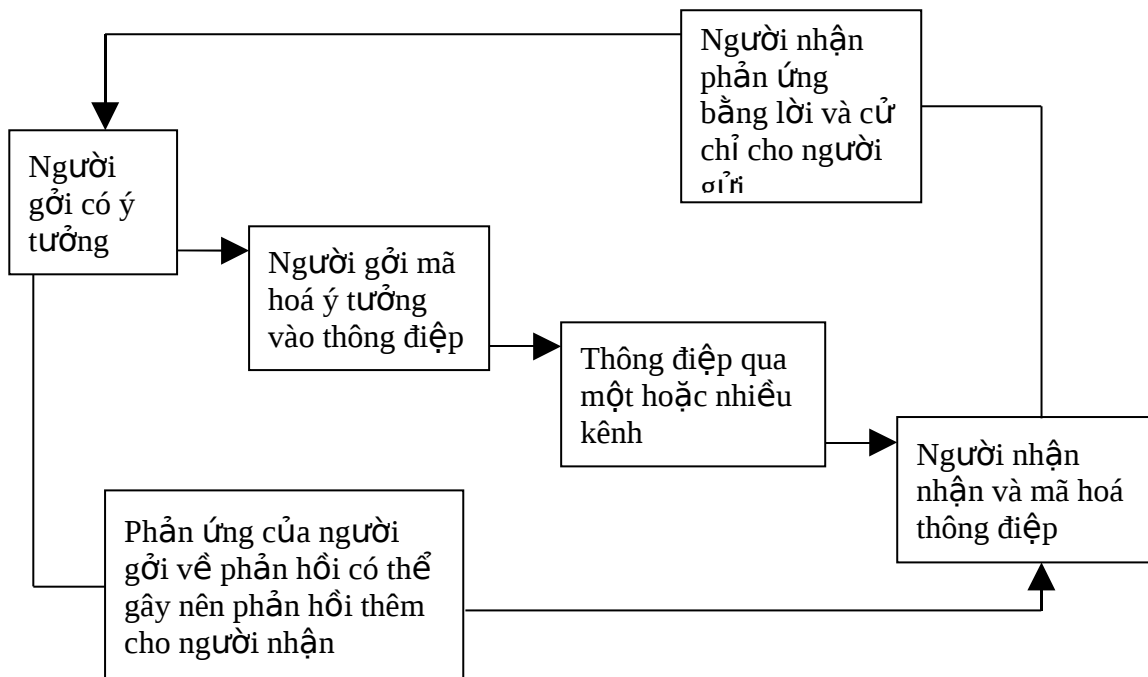 Người nhận
phản ứng
bằng lời và cử
chỉ cho người
gửi
Người
gởi có ý
tưởng
Người gởi mã
hoá ý tưởng
vào thông điệp
Thông điệp qua
một hoặc nhiều
kênh
Người nhận
nhận và mã hoá
thông điệp
Phản ứng của người
gởi về phản hồi có thể
gây nên phản hồi thêm
cho người nhận